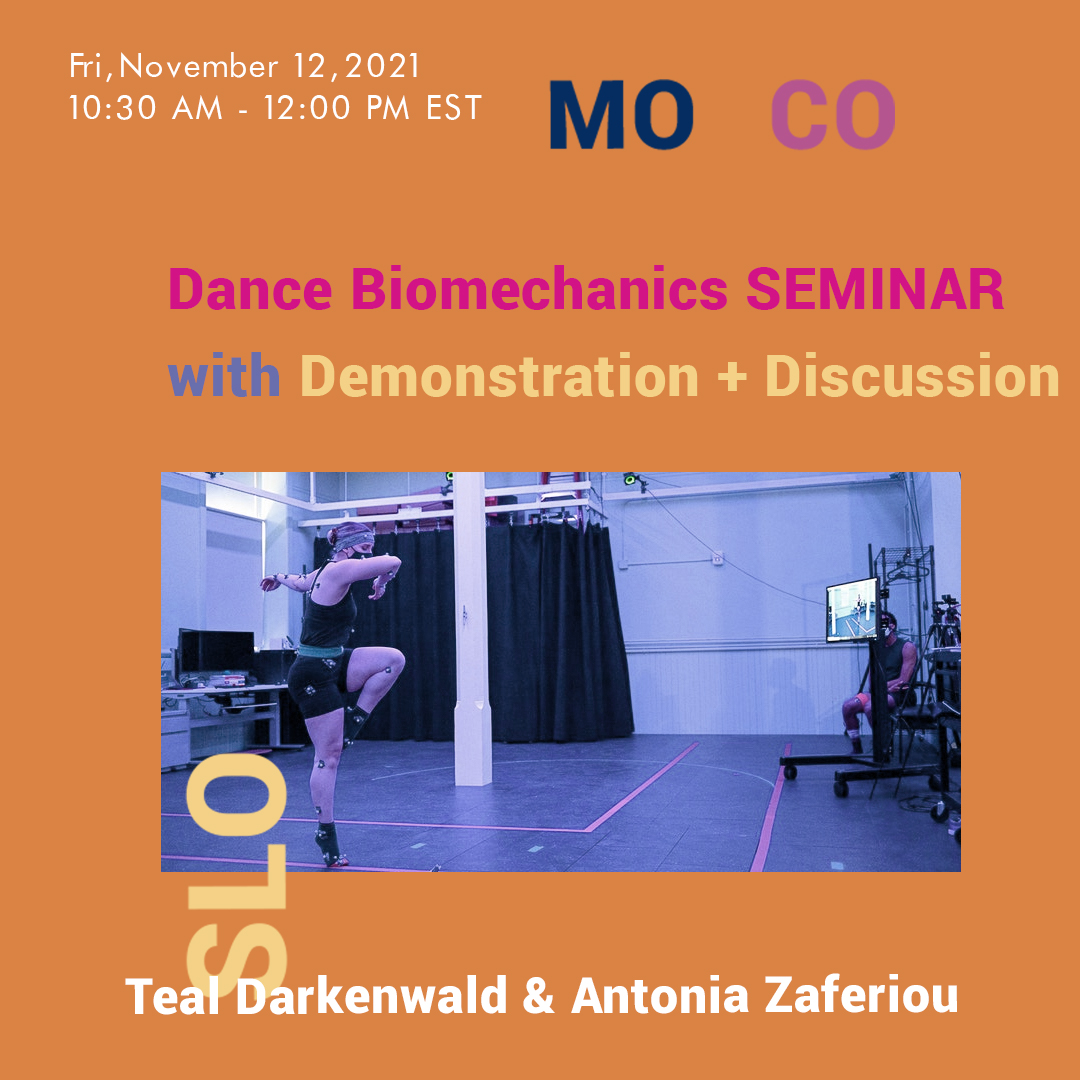 Fri,November 12,2021
10:30 AM - 12:00 PM EST
MO CO
Dance Biomechanics SEMINAR
with Demonstration + Discussion
SLO
Teal Darkenwald & Antonia Zaferiou